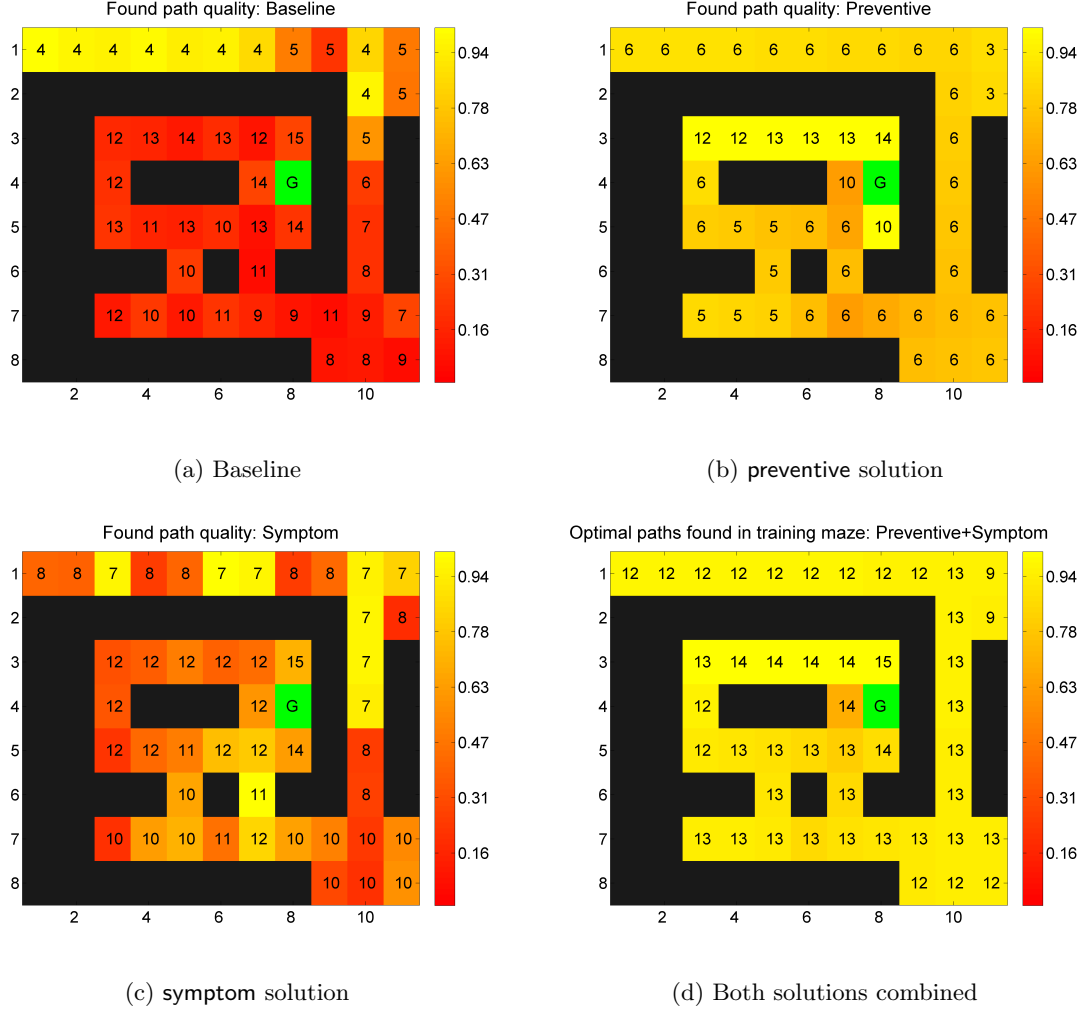 Found path quality: Baseline
1 4 4 4 4 4 4 4 5 5 4 5 0.94
2 4 5 0.78
3 12 13 14 13 12 15 5 0.63
4 12 14 G 6 0.47
5 13 11 13 10 13 14 7 0.31
6 10 11 8
7 12 10 10 11 9 9 11 9 7 0.16
8 8 8 9
2 4 6 8 10
(a) Baseline
Found path quality: Preventive
1 6 6 6 6 6 6 6 6 6 6 3 0.94
2 6 3 0.78
3 12 12 13 13 13 14 6 0.63
4 6 10 G 6 0.47
5 6 5 5 6 6 10 6 0.31
6 5 6 6
7 5 5 5 6 6 6 6 6 6 0.16
8 6 6 6
2 4 6 8 10
(b) preventive solution
Found path quality: Symptom
1 8 8 7 8 8 7 7 8 8 7 7 0.94
2 7 8 0.78
3 12 12 12 12 12 15 7 0.63
4 12 12 G 7 0.47
5 12 12 11 12 12 14 8 0.31
6 10 11 8
7 10 10 10 11 12 10 10 10 10 0.16
8 10 10 10
2 4 6 8 10
(c) symptom solution
Optimal paths found in training maze: Preventive+Symptom
1 12 12 12 12 12 12 12 12 12 13 9 0.94
2 13 9 0.78
3 13 14 14 14 14 15 13 0.63
4 12 14 G 13 0.47
5 12 13 13 13 13 14 13 0.31
6 13 13 13
7 13 13 13 13 13 13 13 13 13 0.16
8 12 12 12
2 4 6 8 10
(d) Both solutions combined